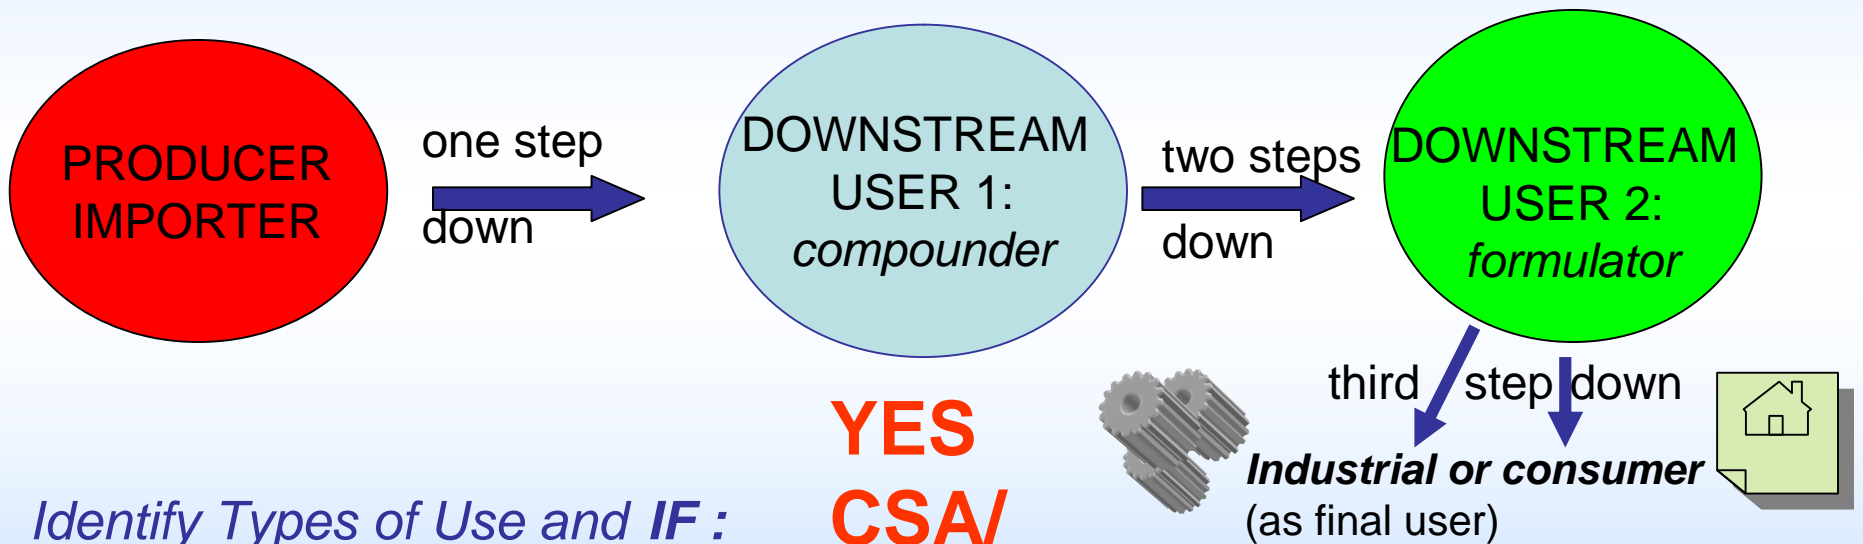 PRODUCER
IMPORTER
one step
down
DOWNSTREAM
USER 1:
compounder
two steps
down
DOWNSTREAM
USER 2:
formulator
third step down
Industrial or consumer
(as final user)
YES
CSA/
Identify Types of Use and IF :